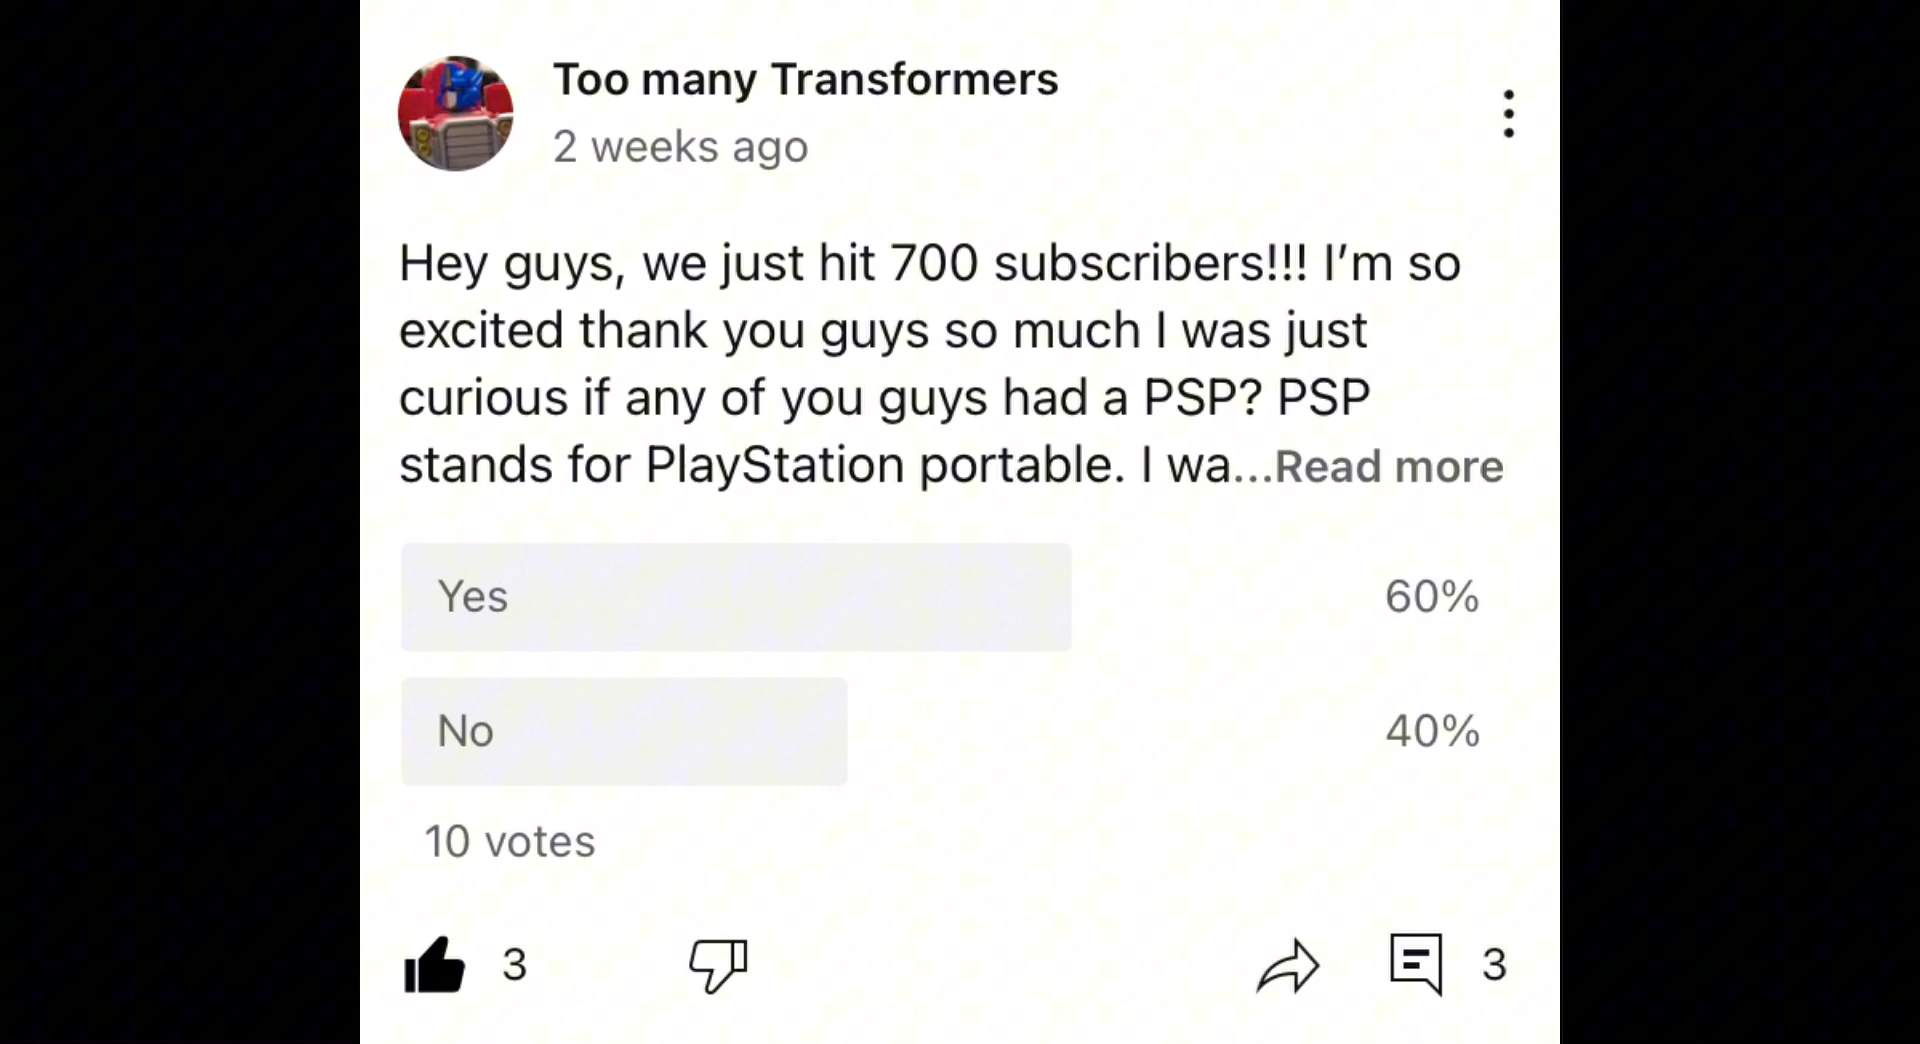 Too many Transformers
2 weeks ago
Hey guys, we just hit 700 subscribers!!! I’m so
excited thank you guys so much I was just
curious if any of you guys had a PSP? PSP
stands for PlayStation portable. I wa...Read more
Yes 60%
No 40%
10 votes
3 3